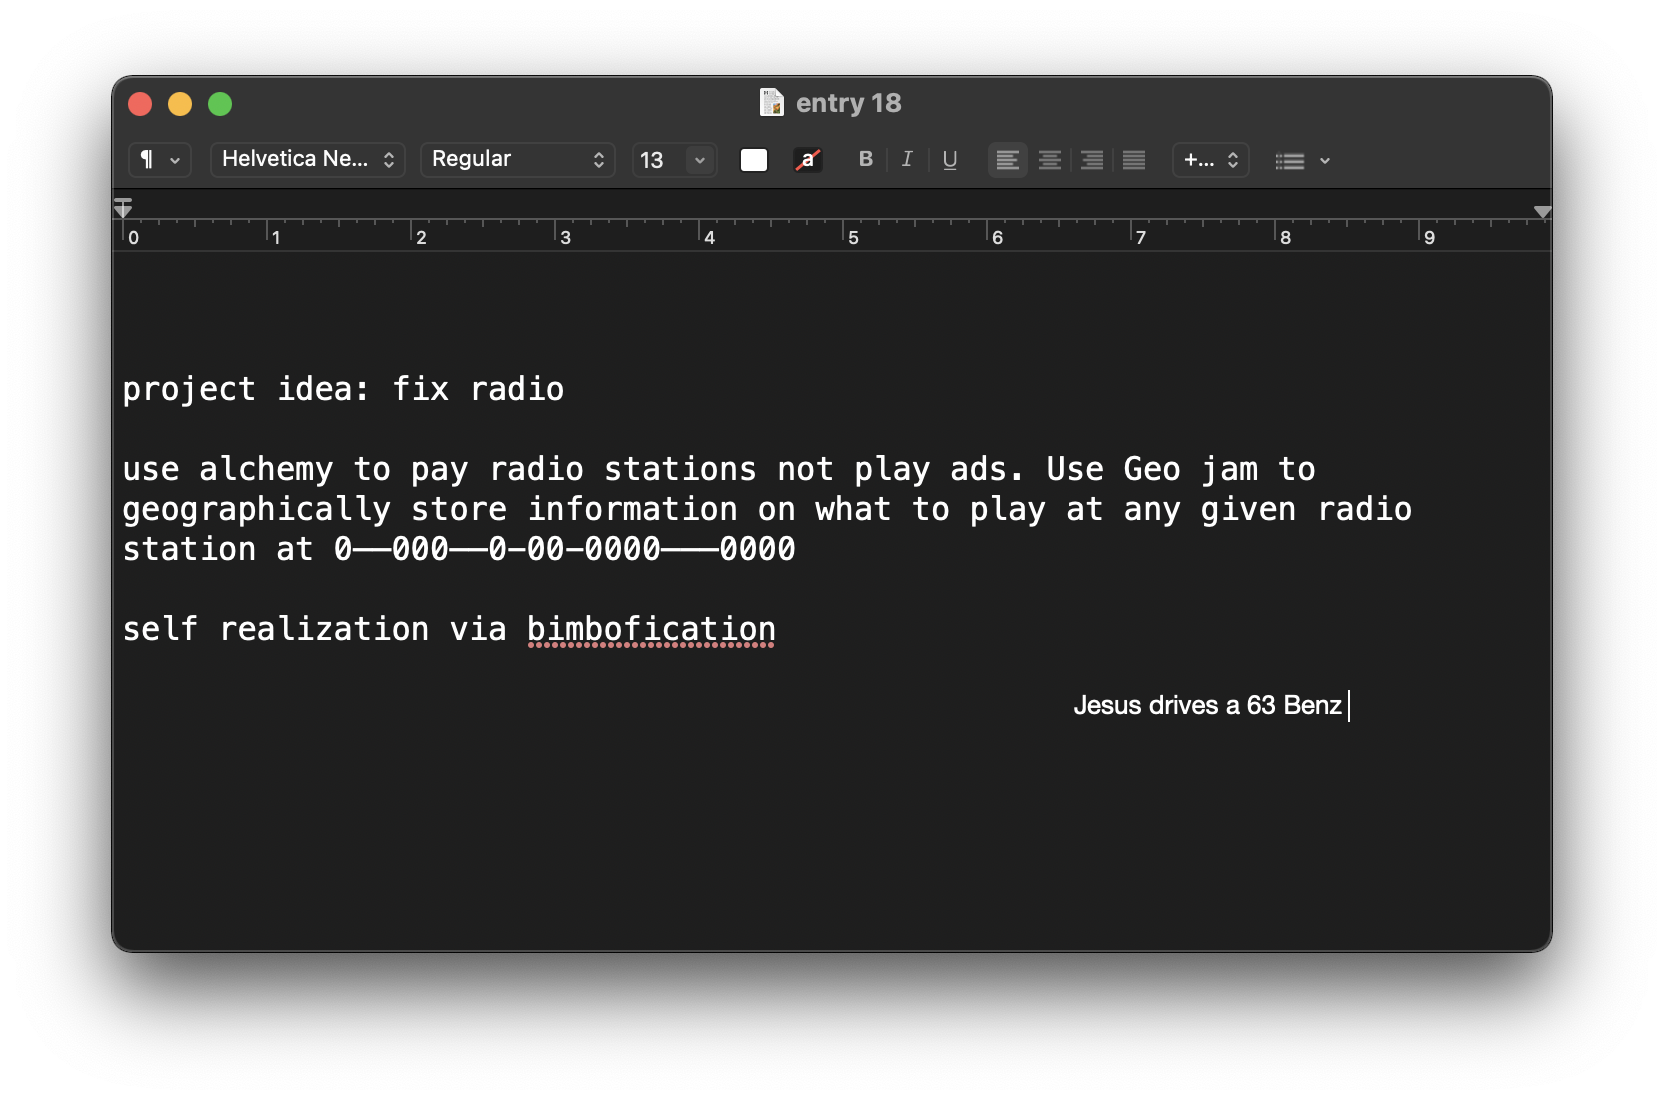 entry 18
¶ Helvetica Ne... Regular 13 a B I U +...
0 1 2 3 4 5 6 7 8 9
project idea: fix radio
use alchemy to pay radio stations not play ads. Use Geo jam to
geographically store information on what to play at any given radio
station at 0——000——0-00-0000———0000
self realization via bimbofication
Jesus drives a 63 Benz